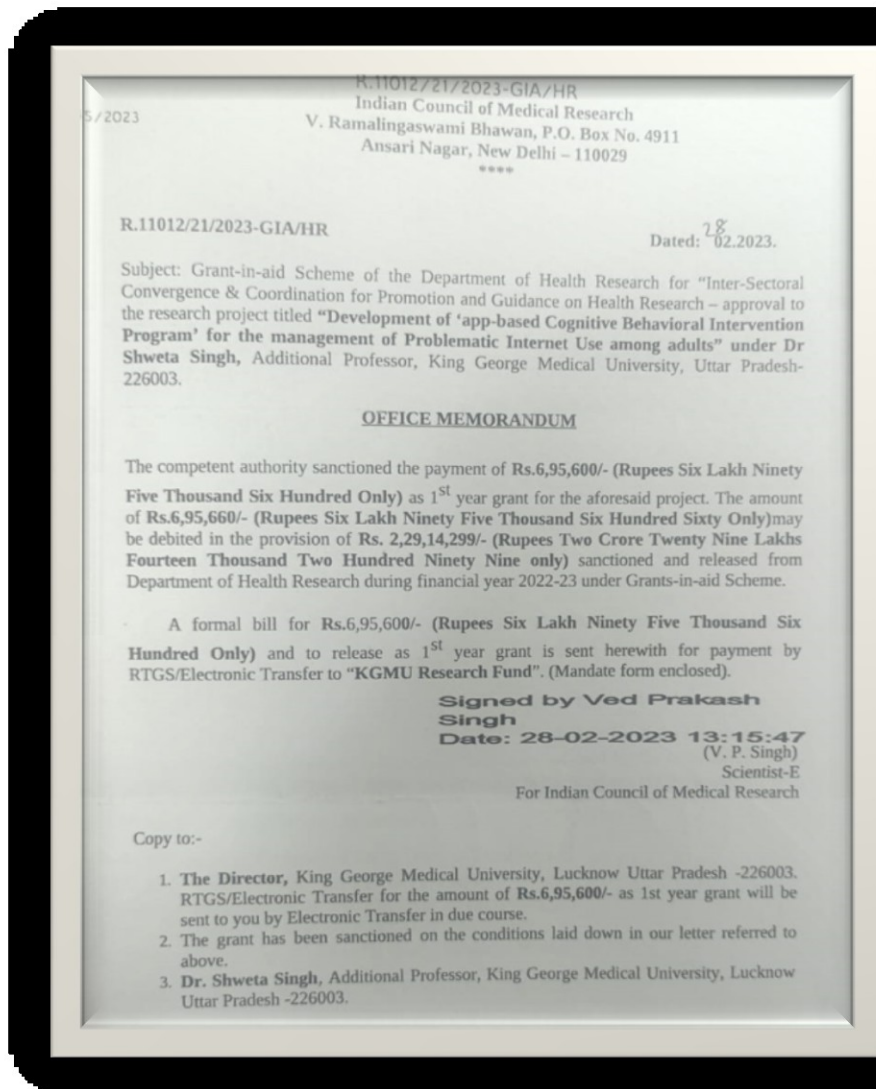 R.11012/21/2023-GIA/HR
5/2023
Indian Council of Medical Research
V. Ramalingaswami Bhawan, P.O. Box No. 4911
Ansari Nagar, New Delhi – 110029
****
R.11012/21/2023-GIA/HR
Dated: 28 02.2023.
Subject: Grant-in-aid Scheme of the Department of Health Research for “Inter-Sectoral
Convergence & Coordination for Promotion and Guidance on Health Research – approval to
the research project titled “Development of ‘app-based Cognitive Behavioral Intervention
Program’ for the management of Problematic Internet Use among adults” under Dr
Shweta Singh, Additional Professor, King George Medical University, Uttar Pradesh-
226003.
OFFICE MEMORANDUM
The competent authority sanctioned the payment of Rs.6,95,600/- (Rupees Six Lakh Ninety
Five Thousand Six Hundred Only) as 1st year grant for the aforesaid project. The amount
of Rs.6,95,660/- (Rupees Six Lakh Ninety Five Thousand Six Hundred Sixty Only)may
be debited in the provision of Rs. 2,29,14,299/- (Rupees Two Crore Twenty Nine Lakhs
Fourteen Thousand Two Hundred Ninety Nine only) sanctioned and released from
Department of Health Research during financial year 2022-23 under Grants-in-aid Scheme.
A formal bill for Rs.6,95,600/- (Rupees Six Lakh Ninety Five Thousand Six
Hundred Only) and to release as 1st year grant is sent herewith for payment by
RTGS/Electronic Transfer to “KGMU Research Fund”. (Mandate form enclosed).
Signed by Ved Prakash
Singh
Date: 28-02-2023 13:15:47
(V. P. Singh)
Scientist-E
For Indian Council of Medical Research
Copy to:-
1. The Director, King George Medical University, Lucknow Uttar Pradesh -226003.
RTGS/Electronic Transfer for the amount of Rs.6,95,600/- as 1st year grant will be
sent to you by Electronic Transfer in due course.
2. The grant has been sanctioned on the conditions laid down in our letter referred to
above.
3. Dr. Shweta Singh, Additional Professor, King George Medical University, Lucknow
Uttar Pradesh -226003.